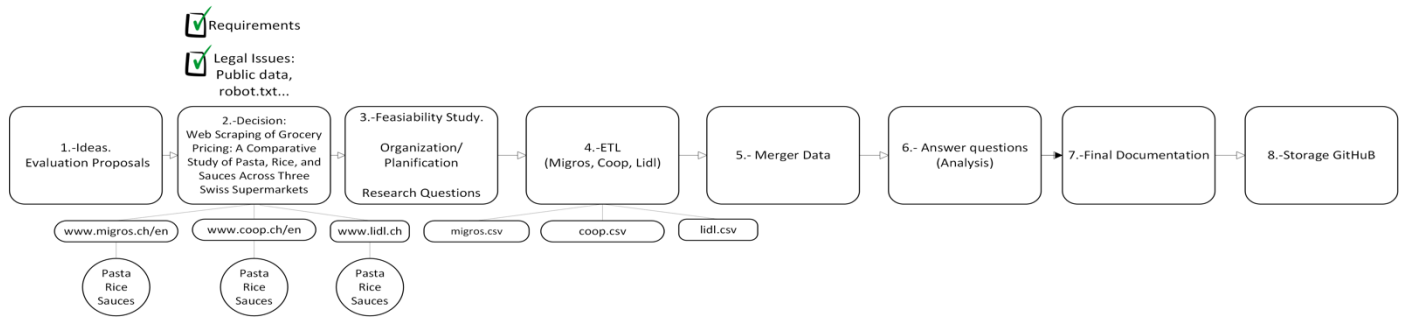 Requirements
Legal Issues:
Public data,
robot.txt...
1.-Ideas.
Evaluation Proposals
2.-Decision:
Web Scraping of Grocery
Pricing: A Comparative
Study of Pasta, Rice, and
Sauces Across Three
Swiss Supermarkets
3.-Feasiability Study.
Organization/
Planification
Research Questions
4.-ETL
(Migros, Coop, Lidl)
5.- Merger Data
6.- Answer questions
(Analysis)
7.-Final Documentation
8.-Storage GitHuB
www.migros.ch/en
www.coop.ch/en
www.lidl.ch
migros.csv
coop.csv
lidl.csv
Pasta
Rice
Sauces
Pasta
Rice
Sauces
Pasta
Rice
Sauces